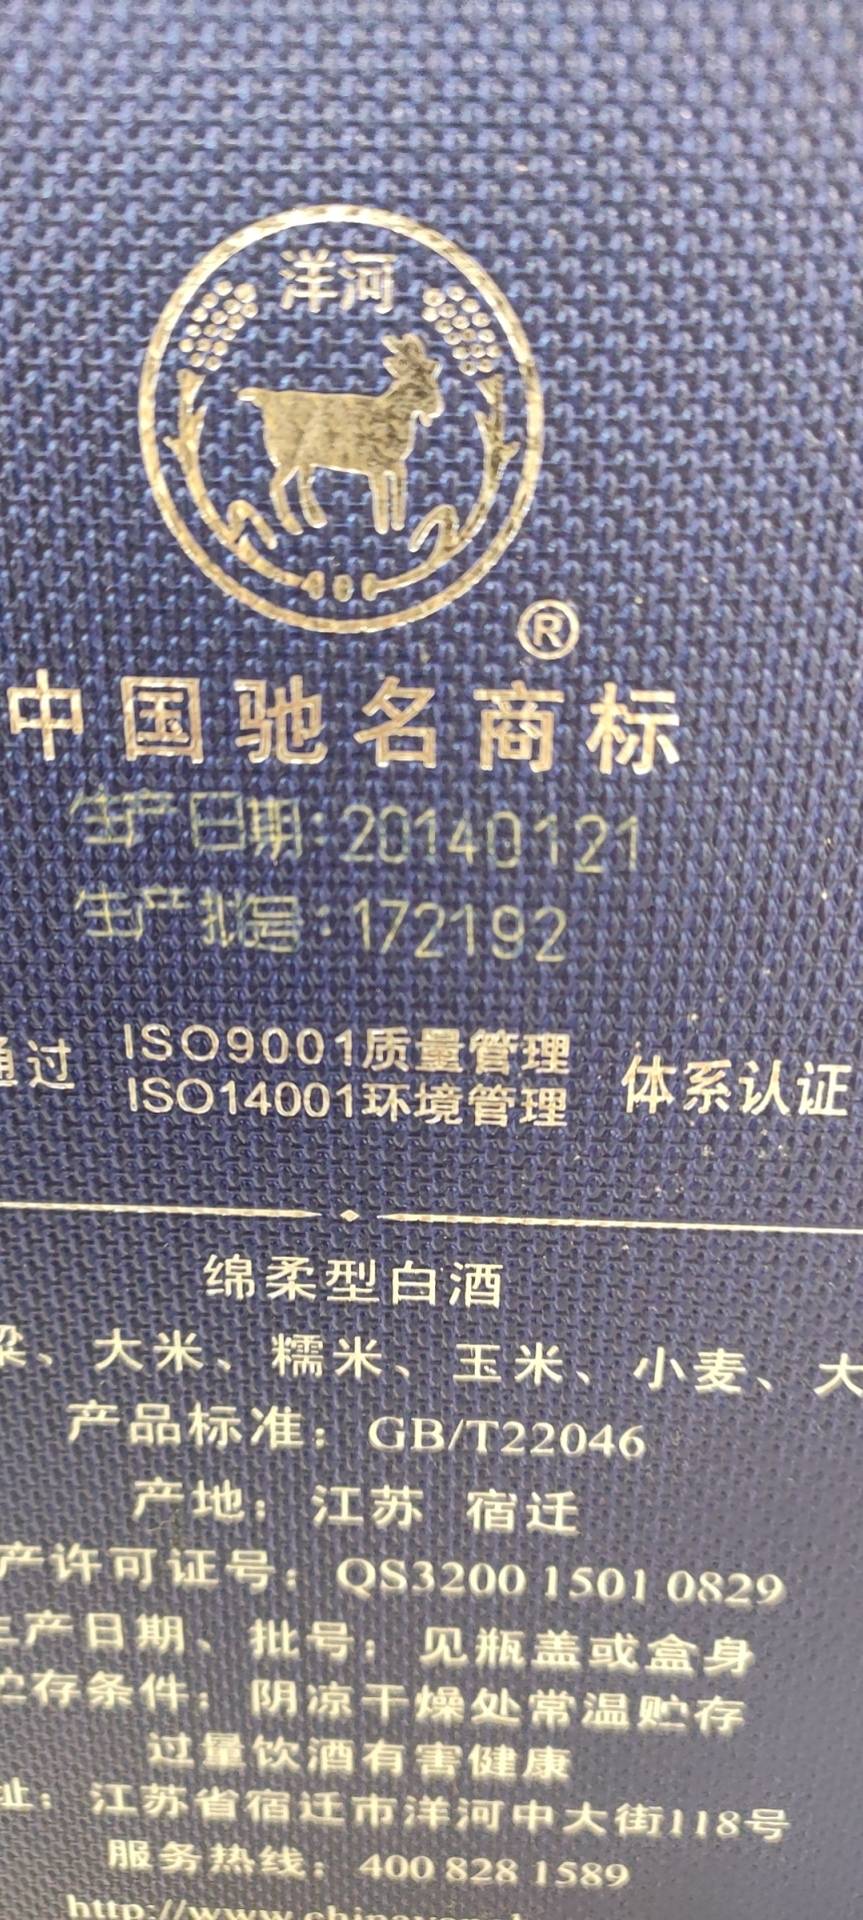 洋河
®
中国驰名商标
生产日期:20140121
生产批号:172192
通过 ISO9001质量管理
ISO14001环境管理 体系认证
绵柔型白酒
梁、大米、糯米、玉米、小麦、大
产品标准：GB/T22046
产地：江苏 宿迁
产许可证号：QS3200 1501 0829
生产日期、批号：见瓶盖或盒身
贮存条件：阴凉干燥处常温贮存
过量饮酒有害健康
址：江苏省宿迁市洋河中大街118号
服务热线：400 828 1589
http://www.chinayang